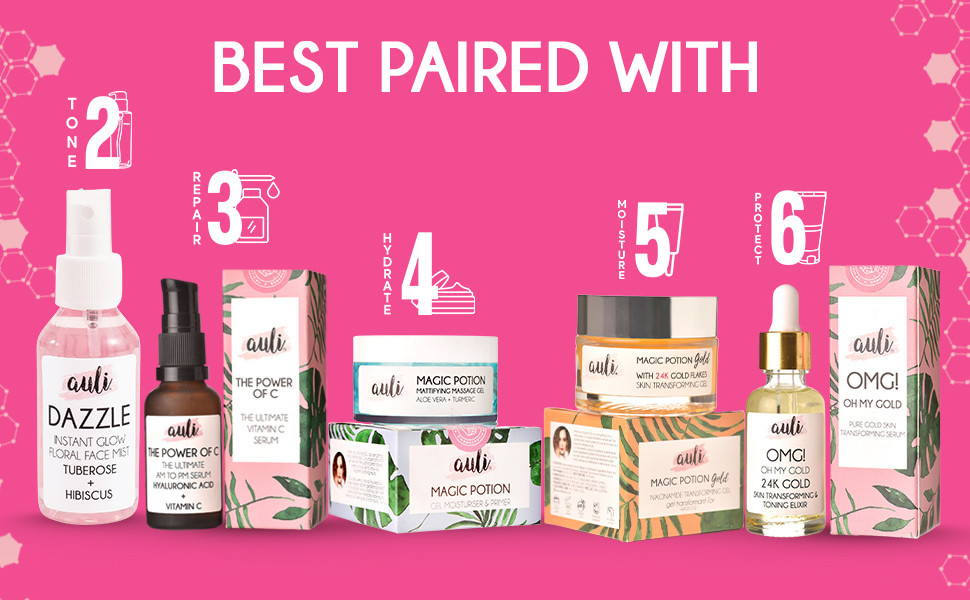 BEST PAIRED WITH
TONE
2
REPAIR
3
HYDRATE
4
MOISTURE
5
PROTECT
6
auli.
DAZZLE
INSTANT GLOW
FLORAL FACE MIST
TUBEROSE
+
HIBISCUS
auli.
THE POWER OF C
THE ULTIMATE
AM TO PM SERUM
HYALURONIC ACID
+
VITAMIN C
auli.
THE POWER
OF C
THE ULTIMATE
VITAMIN C
SERUM
auli.
MAGIC POTION
MATTIFYING MASSAGE GEL
ALOE VERA + TURMERIC
auli.
MAGIC POTION
GEL MOISTURISER & PRIMER
auli.
MAGIC POTION Gold
WITH 24K GOLD FLAKES
SKIN TRANSFORMING GEL
auli.
MAGIC POTION Gold
NIACINAMIDE TRANSFORMING GEL
gel transformant l'or
auli.
OMG!
OH MY GOLD
24K GOLD
SKIN TRANSFORMING &
TONING ELIXIR
auli.
OMG!
OH MY GOLD
PURE GOLD SKIN
TRANSFORMING SERUM